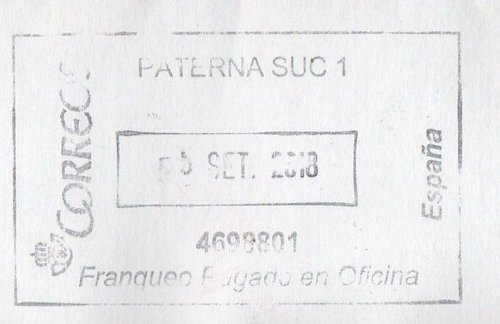 PATERNA SUC 1
CORREOS
SET. 2018
España
4698801
Franqueo Pagado en Oficina